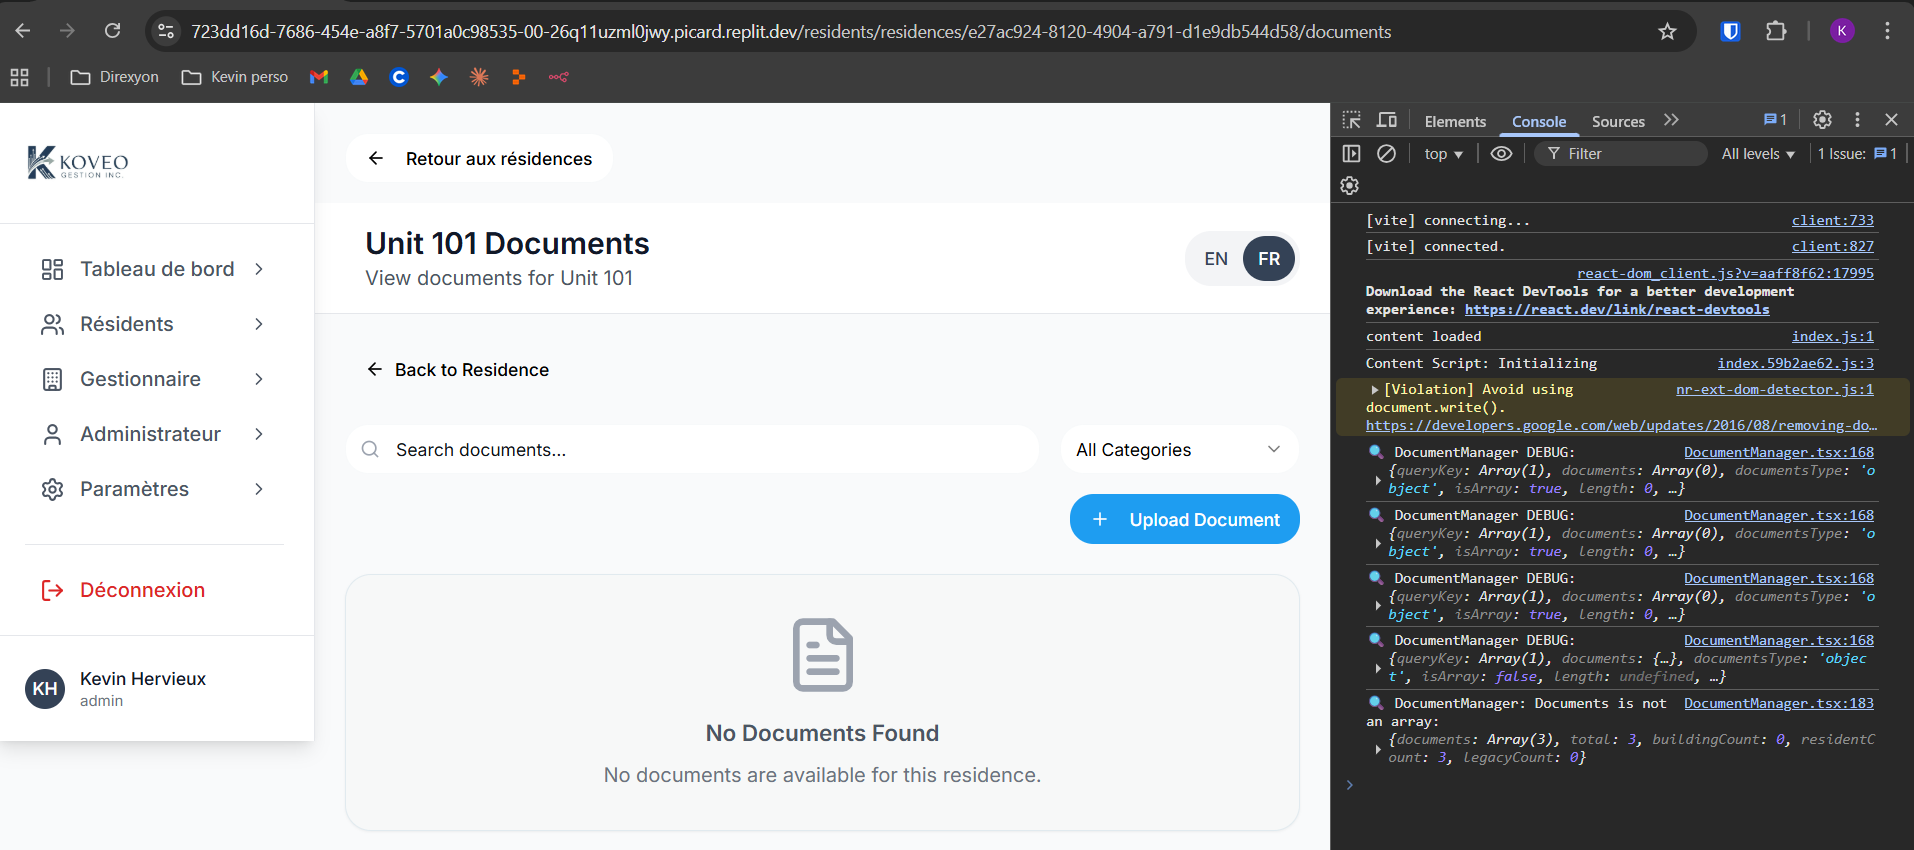 723dd16d-7686-454e-a8f7-5701a0c98535-00-26q11uzml0jwy.picard.replit.dev/residents/residences/e27ac924-8120-4904-a791-d1e9db544d58/documents
K
Direxyon
Kevin perso
KOVEO
GESTION INC.
Tableau de bord
Résidents
Gestionnaire
Administrateur
Paramètres
Déconnexion
KH
Kevin Hervieux
admin
Retour aux résidences
Unit 101 Documents
View documents for Unit 101
EN FR
Back to Residence
Search documents...
All Categories
Upload Document
No Documents Found
No documents are available for this residence.
Elements Console Sources 1
top Filter All levels 1 Issue: 1
[vite] connecting... client:733
[vite] connected. client:827
react-dom_client.js?v=aaff8f62:17995
Download the React DevTools for a better development
experience: https://react.dev/link/react-devtools
content loaded index.js:1
Content Script: Initializing index.59b2ae62.js:3
[Violation] Avoid using nr-ext-dom-detector.js:1
document.write().
https://developers.google.com/web/updates/2016/08/removing-do…
DocumentManager DEBUG: DocumentManager.tsx:168
{queryKey: Array(1), documents: Array(0), documentsType: 'o
bject', isArray: true, length: 0, …}
DocumentManager DEBUG: DocumentManager.tsx:168
{queryKey: Array(1), documents: Array(0), documentsType: 'o
bject', isArray: true, length: 0, …}
DocumentManager DEBUG: DocumentManager.tsx:168
{queryKey: Array(1), documents: Array(0), documentsType: 'o
bject', isArray: true, length: 0, …}
DocumentManager DEBUG: DocumentManager.tsx:168
{queryKey: Array(1), documents: {…}, documentsType: 'objec
t', isArray: false, length: undefined, …}
DocumentManager: Documents is not DocumentManager.tsx:183
an array:
{documents: Array(3), total: 3, buildingCount: 0, residentC
ount: 3, legacyCount: 0}